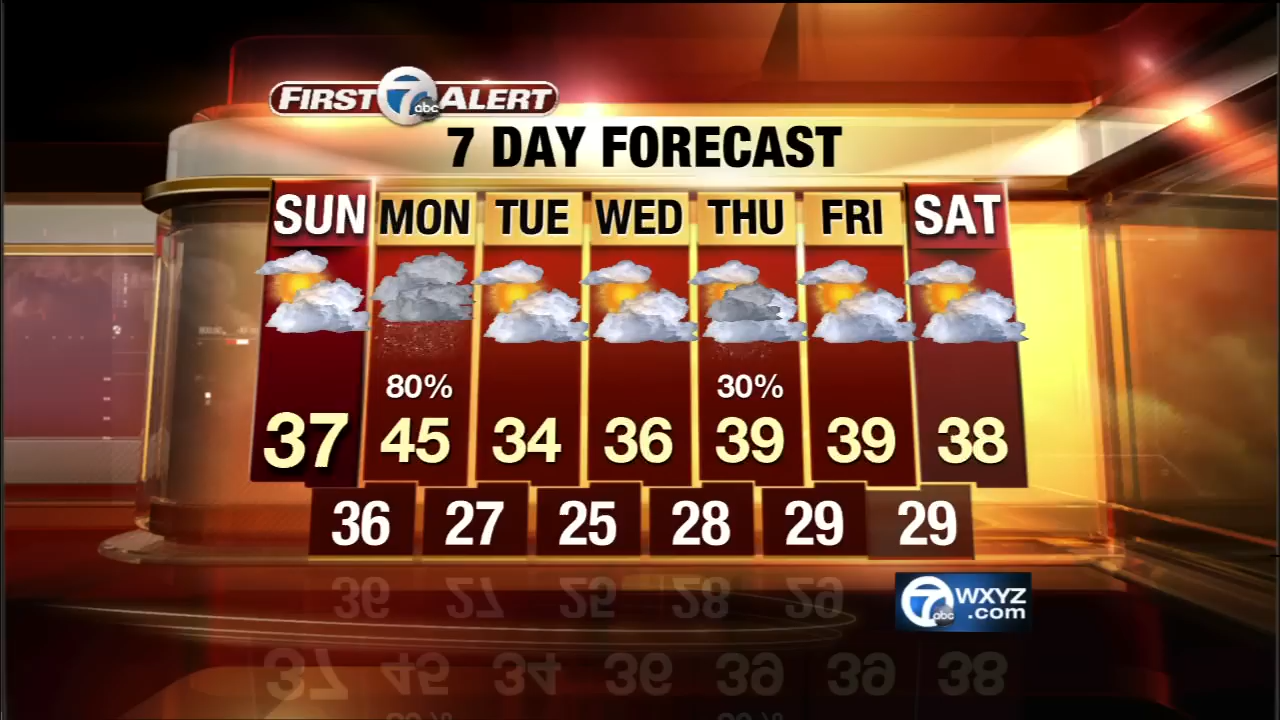 FIRST 7 abc ALERT
7 DAY FORECAST
SUN MON TUE WED THU FRI SAT
80% 30%
37 45 34 36 39 39 38
36 27 25 28 29 29
7 abc WXYZ
.com